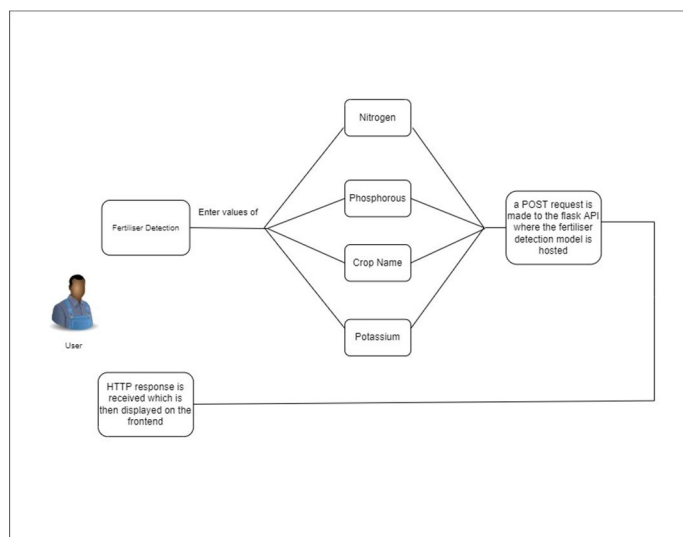 Nitrogen
Fertiliser Detection
Enter values of
Phosphorous
Crop Name
Potassium
a POST request is
made to the flask API
where the fertiliser
detection model is
hosted
User
HTTP response is
received which is
then displayed on the
frontend